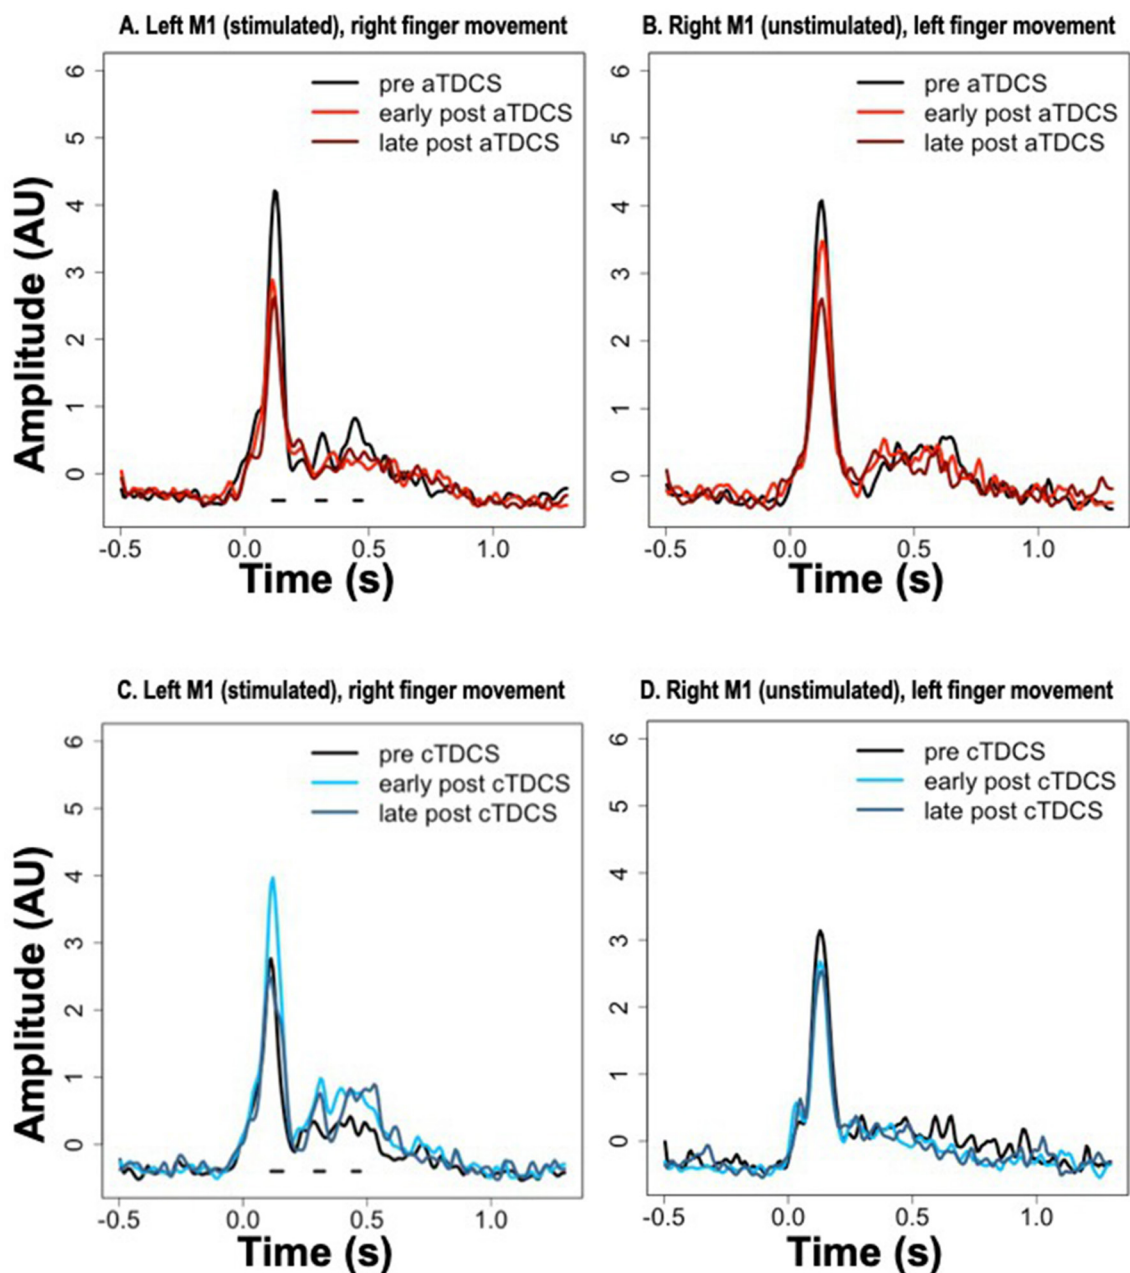 A. Left M1 (stimulated), right finger movement
6
5
4
3
2
1
0
Amplitude (AU)
pre aTDCS
early post aTDCS
late post aTDCS
-0.5
0.0
0.5
1.0
Time (s)
B. Right M1 (unstimulated), left finger movement
6
5
4
3
2
1
0
pre aTDCS
early post aTDCS
late post aTDCS
-0.5
0.0
0.5
1.0
Time (s)
C. Left M1 (stimulated), right finger movement
6
5
4
3
2
1
0
Amplitude (AU)
pre cTDCS
early post cTDCS
late post cTDCS
-0.5
0.0
0.5
1.0
Time (s)
D. Right M1 (unstimulated), left finger movement
6
5
4
3
2
1
0
pre cTDCS
early post cTDCS
late post cTDCS
-0.5
0.0
0.5
1.0
Time (s)